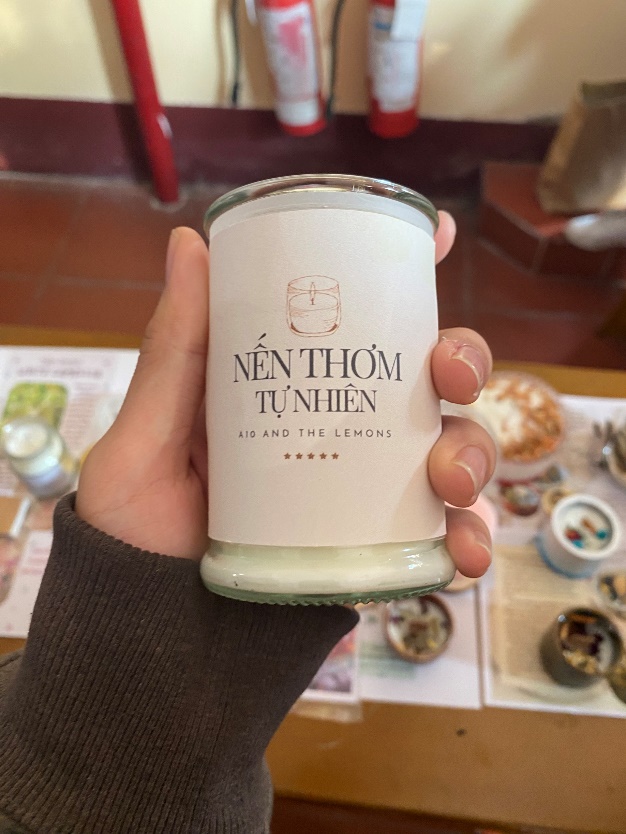 NẾN THƠM
TỰ NHIÊN
A10 AND THE LEMONS